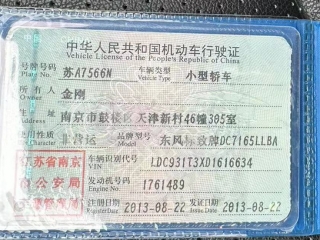 中华人民共和国机动车行驶证
Vehicle License of the People's Republic of China
号牌号码 苏A7566N 车辆类型 小型轿车
Plate No. Vehicle Type
所有人 金刚
Owner
南京市鼓楼区天津新村46幢305室
使用性质 非营运 品牌型号 东风标致牌DC7165LLBA
Use Character Model
江苏省南京 车辆识别代号 LDC931T3XD1616634
VIN
市公安局 发动机号码 1761489
Engine No.
注册日期 2013-08-22 发证日期 2013-08-22
Register Date Issue Date